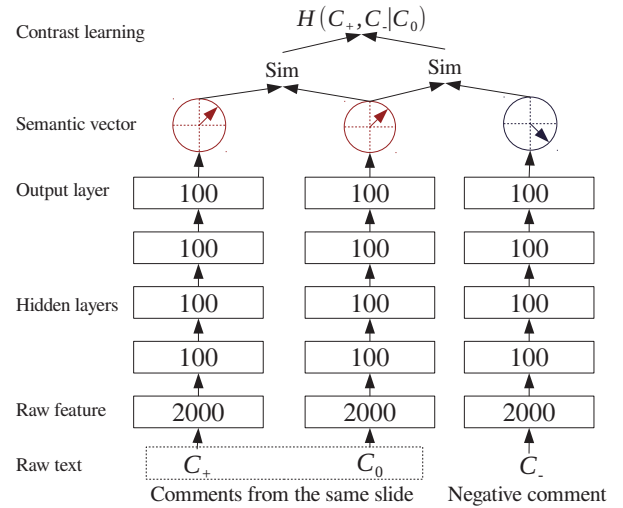 Contrast learning H(C₊, C₋|C₀)
Sim Sim
Semantic vector
Output layer 100 100 100
100 100 100
Hidden layers 100 100 100
100 100 100
Raw feature 2000 2000 2000
Raw text C₊ C₀ C₋
Comments from the same slide Negative comment